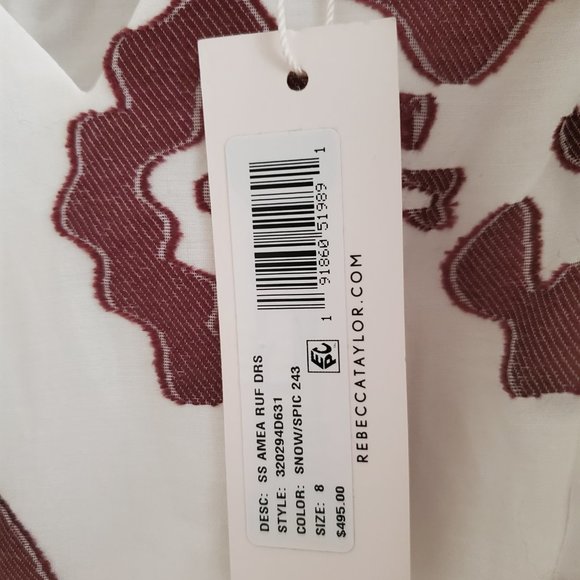 DESC: SS AMEA RUF DRS
STYLE: 320294D631
COLOR: SNOW/SPIC 243
SIZE: 8
$495.00
1 91860 51989 1
EPC
REBECCATAYLOR.COM